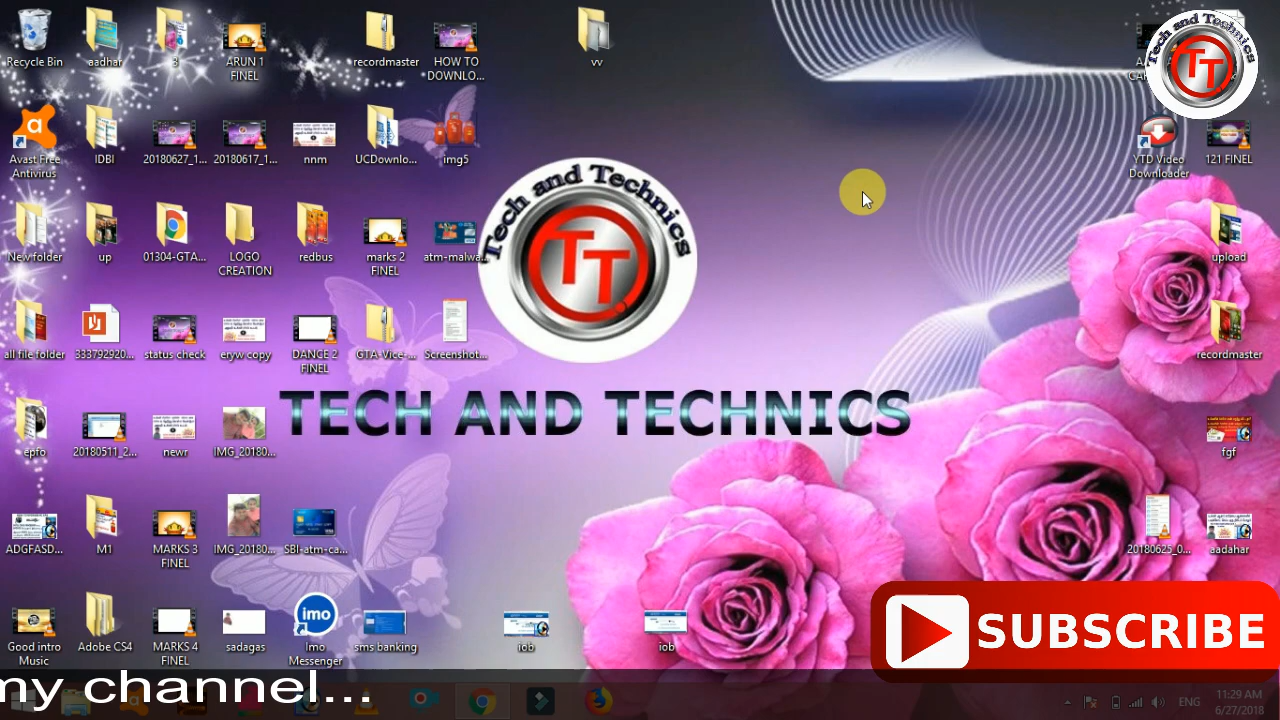 Recycle Bin
aadhar
3
ARUN 1
FINEL
recordmaster
HOW TO
DOWNLO...
vv
Tech and Technics
TT
Avast Free
Antivirus
IDBI
20180627_1...
20180617_1...
nnm
UCDownlo...
img5
YTD Video
Downloader
121 FINEL
Tech and Technics
TT
New folder
up
01304-GTA...
LOGO
CREATION
redbus
marks 2
FINEL
atm-malwa...
upload
all file folder
333792920...
status check
eryw copy
DANCE 2
FINEL
GTA-Vice-...
Screenshot...
recordmaster
TECH AND TECHNICS
epfo
20180511_2...
newr
IMG_20180...
fgf
ADGFASD...
M1
MARKS 3
FINEL
IMG_20180...
SBI-atm-ca...
20180625_0...
aadahar
Good intro
Music
Adobe CS4
MARKS 4
FINEL
sadagas
imo
Imo
Messenger
sms banking
iob
iob
SUBSCRIBE
my channel...
ENG
11:29 AM
6/27/2018